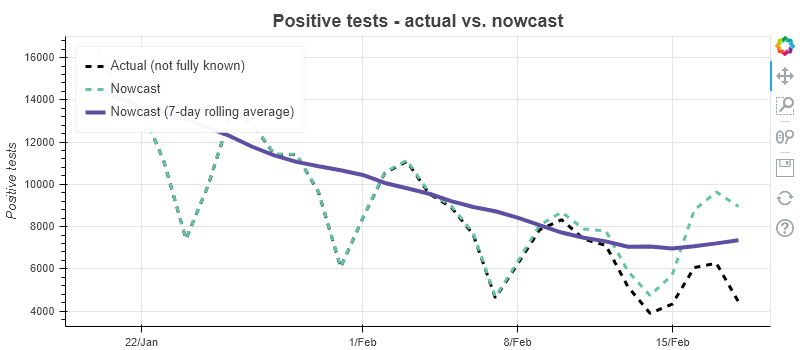 Positive tests - actual vs. nowcast
Actual (not fully known)
Nowcast
Nowcast (7-day rolling average)
Positive tests
16000
14000
12000
10000
8000
6000
4000
22/Jan
1/Feb
8/Feb
15/Feb